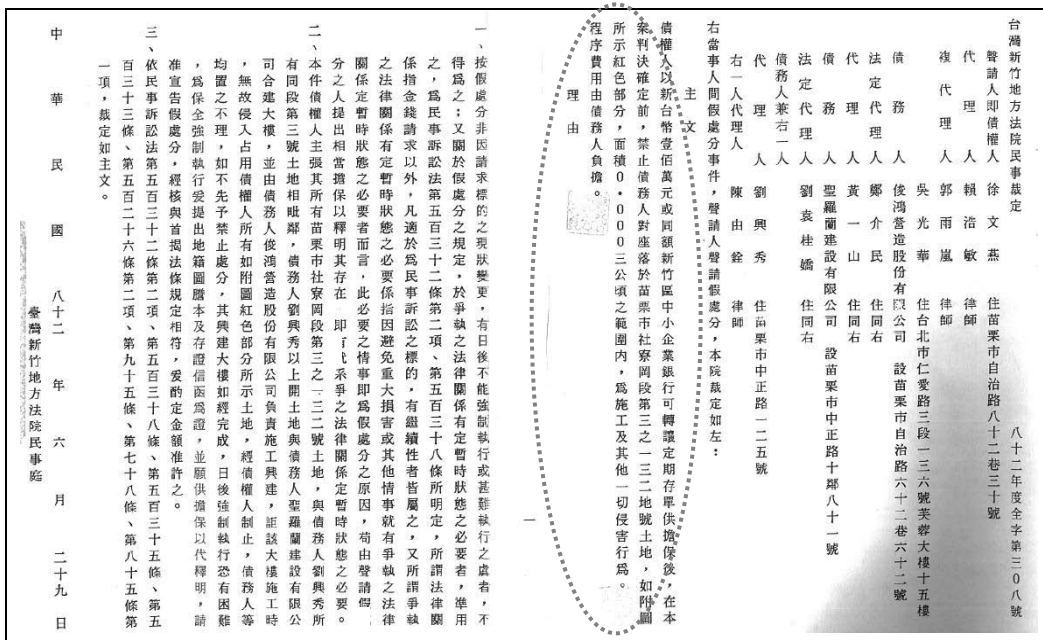 台灣新竹地方法院民事裁定 八十二年度全字第三0八號
聲請人即債權人 徐文燕 住苗栗市自治路八十二巷三十號
代理人 賴浩敏 律師
複代理人 郭雨嵐 律師
吳光華 住台北市仁愛路三段一三六號芙蓉大樓十五樓
債務人 俊鴻營造股份有限公司 設苗栗市自治路六十二巷六十二號
法定代理人 鄭介民 住同右
代理人 黃一山 住同右
債務人 聖羅蘭建設有限公司 設苗栗市中正路十鄰八十一號
法定代理人 劉袁桂嬌 住同右
債務人兼右一人
代理人 劉興秀 住苗栗市中正路一二五號
右一人代理人 陳由銓 律師
右當事人間假處分事件，聲請人聲請假處分，本院裁定如左：
主文
債權人以新台幣壹佰萬元或同額新竹區中小企業銀行可轉讓定期存單供擔保後，在本
案判決確定前，禁止債務人對座落於苗栗市社寮岡段第三之一三二地號土地，如附圖
所示紅色部分，面積0·000三公頃之範圍內，為施工及其他一切侵害行為。
程序費用由債務人負擔。
理由
一
一、按假處分非因請求標的之現狀變更，有日後不能強制執行或甚難執行之虞者，不
得為之；又關於假處分之規定，於爭執之法律關係有定暫時狀態之必要者，準用
之，為民事訴訟法第五百三十二條第二項、第五百三十八條所明定，所謂法律關
係指金錢請求以外，凡適於為民事訴訟之標的，有繼續性者皆屬之，又所謂爭執
之法律關係有定暫時狀態之必要係指因避免重大損害或其他情事就有爭執之法律
關係定暫時狀態之必要者而言，此必要之情事即為假處分之原因，苟由聲請假
分之人提出相當擔保以釋明其存在 即 代系爭之法律關係定暫時狀態之必要。
二、本件債權人主張其所有苗栗市社寮岡段第三之一三二號土地，與債務人劉興秀所
有同段第三號土地相毗鄰，債務人劉興秀以上開土地與債務人聖羅蘭建設有限公
司合建大樓，並由債務人俊鴻營造股份有限公司負責施工興建，詎該大樓施工時
，無故侵入占用債權人所有如附圖紅色部分所示土地，經債權人制止，債務人等
均置之不理，如不先予禁止處分，其興建大樓如經完成，日後強制執行恐有困難
，為保全強制執行爰提出地籍圖謄本及存證信函為證，並願供擔保以代釋明，請
准宣告假處分，經核與首揭法條規定相符，爰酌定金額准許之。
三、依民事訴訟法第五百三十二條第二項、第五百三十八條、第五百三十五條、第五
百三十三條、第五百二十六條第二項、第九十五條、第七十八條、第八十五條第
一項，裁定如主文。
中華民國八十二年六月二十九日
臺灣新竹地方法院民事庭